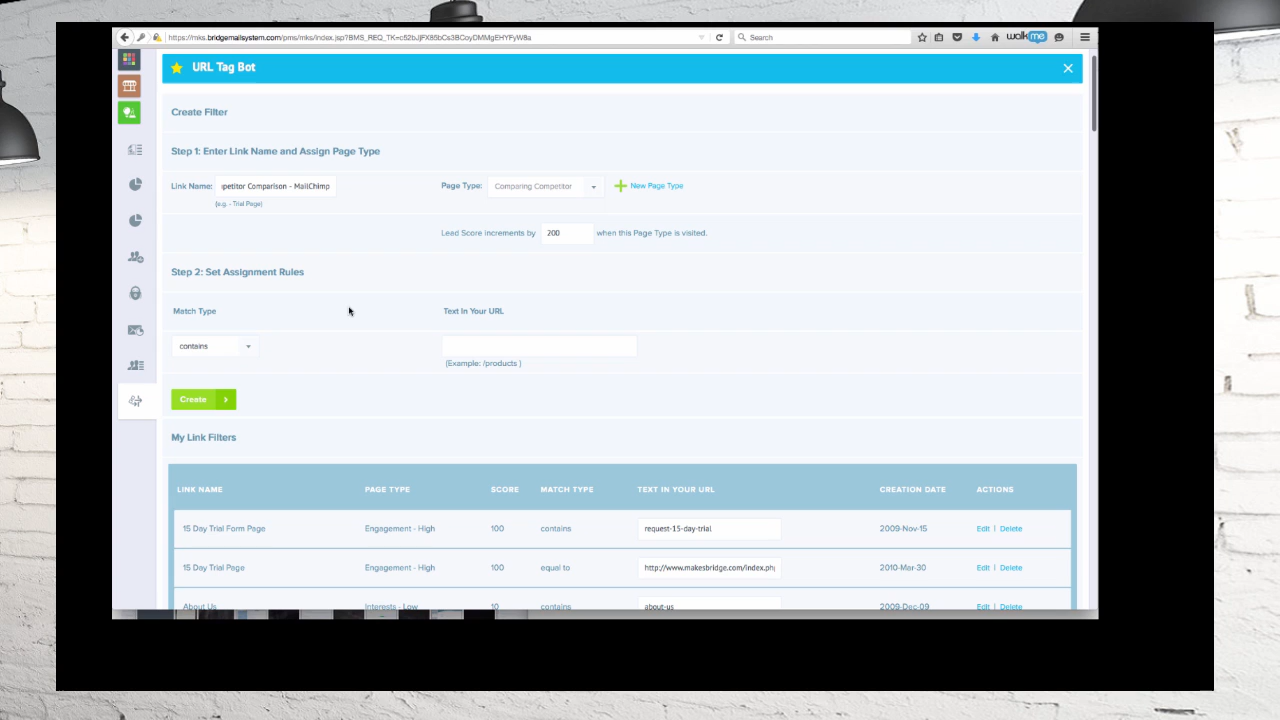 https://mks.bridgemailsystem.com/pms/mks/index.jsp?BMS_REQ_TK=c52bJjFX85bCs3BCoyDMMgEHYFyW8a
Search
walkme
URL Tag Bot
Create Filter
Step 1: Enter Link Name and Assign Page Type
Link Name: petitor Comparison - MailChimp Page Type: Comparing Competitor New Page Type
(e.g. - Trial Page)
Lead Score increments by 200 when this Page Type is visited.
Step 2: Set Assignment Rules
Match Type Text In Your URL
contains
(Example: /products )
Create
My Link Filters
LINK NAME PAGE TYPE SCORE MATCH TYPE TEXT IN YOUR URL CREATION DATE ACTIONS
15 Day Trial Form Page Engagement - High 100 contains request-15-day-trial 2009-Nov-15 Edit | Delete
15 Day Trial Page Engagement - High 100 equal to http://www.makesbridge.com/index.php 2010-Mar-30 Edit | Delete
About Us Interests - Low 10 contains about-us 2009-Dec-09 Edit | Delete